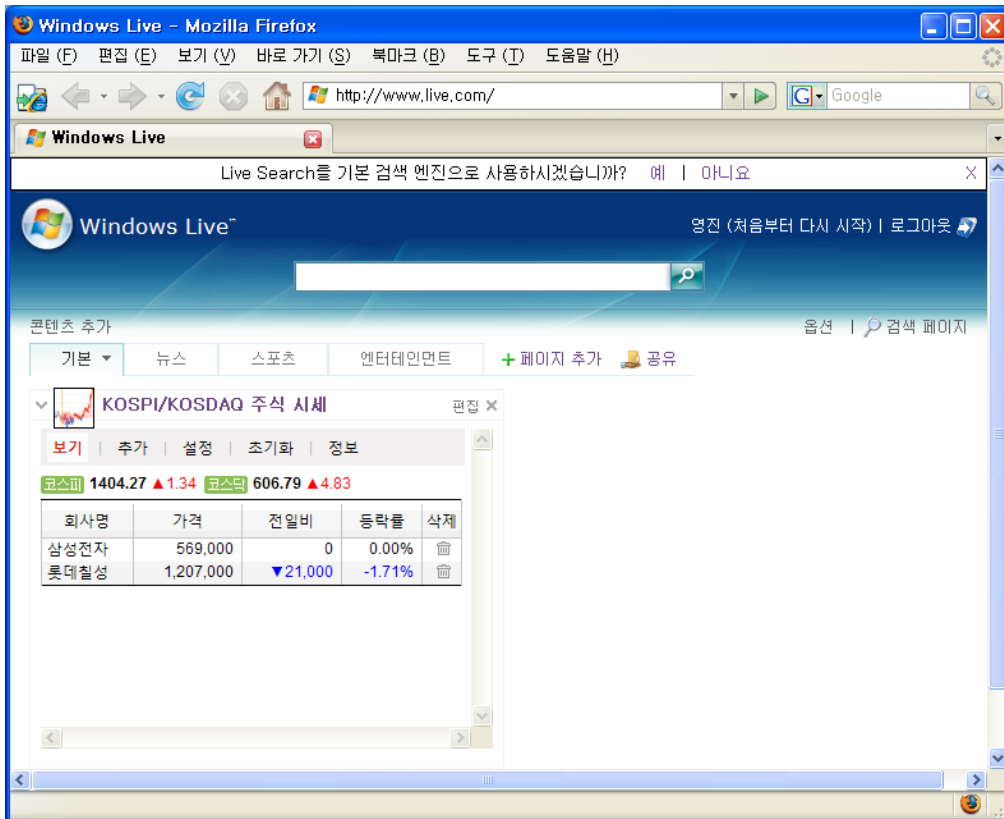 Windows Live - Mozilla Firefox
파일 (F) 편집 (E) 보기 (V) 바로 가기 (S) 북마크 (B) 도구 (T) 도움말 (H)
http://www.live.com/ G Google
Windows Live
Live Search를 기본 검색 엔진으로 사용하시겠습니까? 예 | 아니요 X
Windows Live™ 영진 (처음부터 다시 시작) | 로그아웃
콘텐츠 추가 옵션 | 검색 페이지
기본 뉴스 스포츠 엔터테인먼트 + 페이지 추가 공유
KOSPI/KOSDAQ 주식 시세 편집
보기 | 추가 | 설정 | 초기화 | 정보
코스피 1404.27 ▲1.34 코스닥 606.79 ▲4.83
회사명 가격 전일비 등락률 삭제
삼성전자 569,000 0 0.00%
롯데칠성 1,207,000 ▼21,000 -1.71%